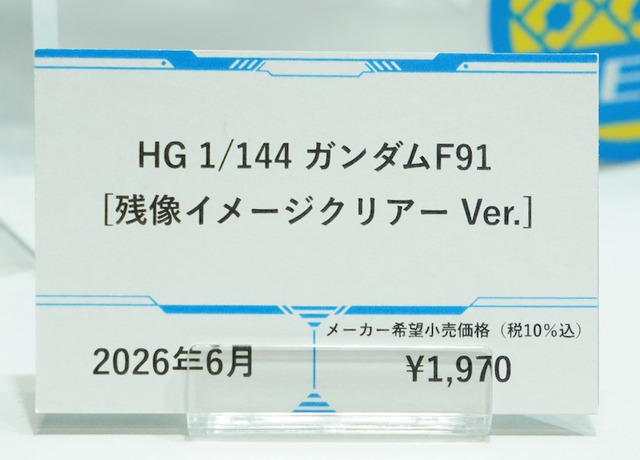 HG 1/144 ガンダムF91
[残像イメージクリアー Ver.]
メーカー希望小売価格（税10%込）
2026年6月
¥1,970